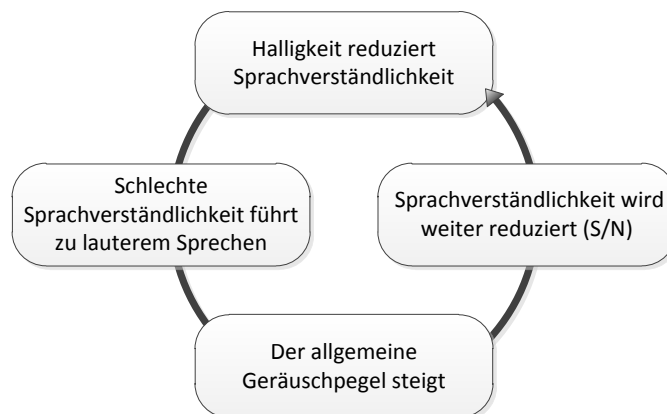 Halligkeit reduziert
Sprachverständlichkeit
Schlechte
Sprachverständlichkeit führt
zu lauterem Sprechen
Sprachverständlichkeit wird
weiter reduziert (S/N)
Der allgemeine
Geräuschpegel steigt